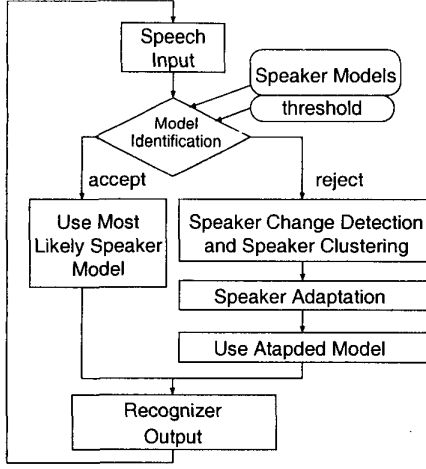 Speech
Input
Speaker Models
threshold
Model
Identification
accept
reject
Use Most
Likely Speaker
Model
Speaker Change Detection
and Speaker Clustering
Speaker Adaptation
Use Atapded Model
Recognizer
Output